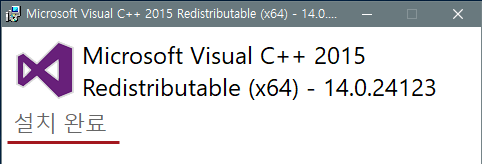 Microsoft Visual C++ 2015 Redistributable (x64) - 14.0....
Microsoft Visual C++ 2015
Redistributable (x64) - 14.0.24123
설치 완료